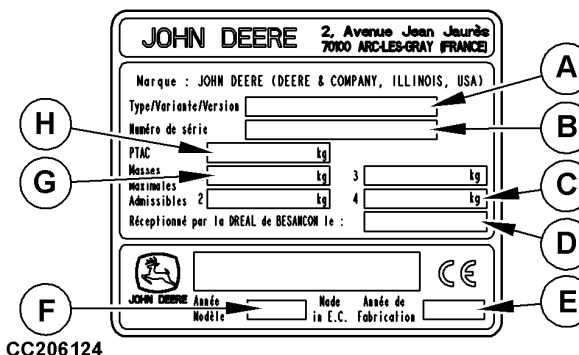 JOHN DEERE
2, Avenue Jean Jaurès
70100 ARC-LES-GRAY (FRANCE)
Marque : JOHN DEERE (DEERE & COMPANY, ILLINOIS, USA)
A
Type/Variante/Version
B
Numéro de série
H
PTAC kg
G
Masses kg 3 kg
Maximales
Admissibles 2 kg 4 kg
C
Réceptionné par la DREAL de BESANCON le :
D
CE
JOHN DEERE
F
Année Modèle
Made in E.C.
Année de Fabrication
E
CC206124